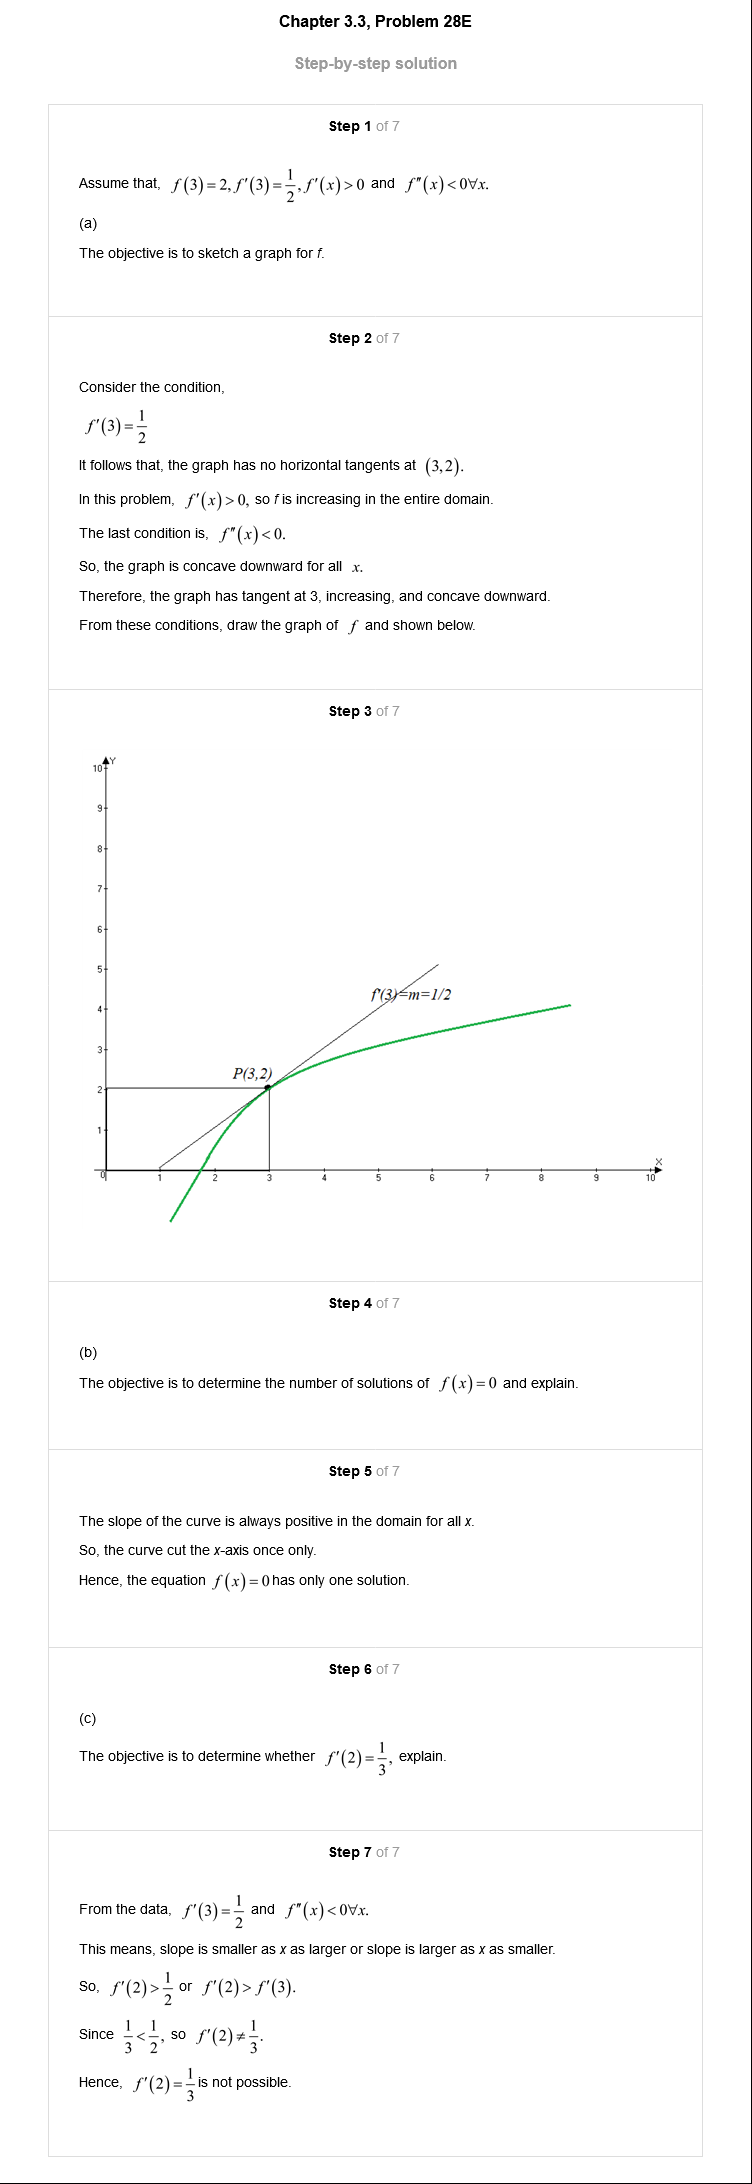 Chapter 3.3, Problem 28E
Step-by-step solution
Step 1 of 7
Assume that, f(3)=2, f'(3)=1/2, f'(x)>0 and f"(x)<0∀x.
(a)
The objective is to sketch a graph for f.
Step 2 of 7
Consider the condition,
f'(3)=1/2
It follows that, the graph has no horizontal tangents at (3,2).
In this problem, f'(x)>0, so f is increasing in the entire domain.
The last condition is, f"(x)<0.
So, the graph is concave downward for all x.
Therefore, the graph has tangent at 3, increasing, and concave downward.
From these conditions, draw the graph of f and shown below.
Step 3 of 7
Y
10
9
8
7
6
5
f'(3)=m=1/2
4
3
P(3,2)
2
1
X
0 1 2 3 4 5 6 7 8 9 10
Step 4 of 7
(b)
The objective is to determine the number of solutions of f(x)=0 and explain.
Step 5 of 7
The slope of the curve is always positive in the domain for all x.
So, the curve cut the x-axis once only.
Hence, the equation f(x)=0 has only one solution.
Step 6 of 7
(c)
The objective is to determine whether f'(2)=1/3, explain.
Step 7 of 7
From the data, f'(3)=1/2 and f"(x)<0∀x.
This means, slope is smaller as x as larger or slope is larger as x as smaller.
So, f'(2)>1/2 or f'(2)>f'(3).
Since 1/3<1/2, so f'(2)≠1/3.
Hence, f'(2)=1/3 is not possible.